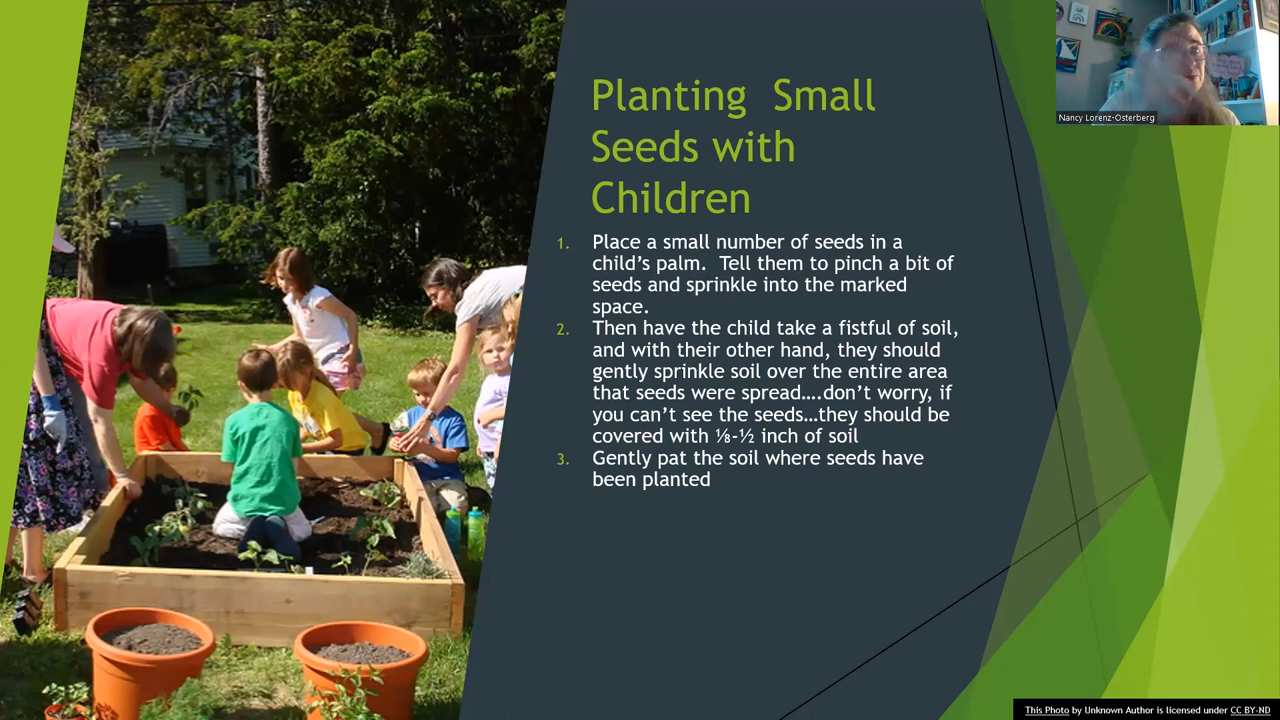 Planting Small
Seeds with
Children
1. Place a small number of seeds in a
child's palm. Tell them to pinch a bit of
seeds and sprinkle into the marked
space.
2. Then have the child take a fistful of soil,
and with their other hand, they should
gently sprinkle soil over the entire area
that seeds were spread....don't worry, if
you can't see the seeds...they should be
covered with ⅛-½ inch of soil
3. Gently pat the soil where seeds have
been planted
Nancy Lorenz-Osterberg
This Photo by Unknown Author is licensed under CC BY-ND